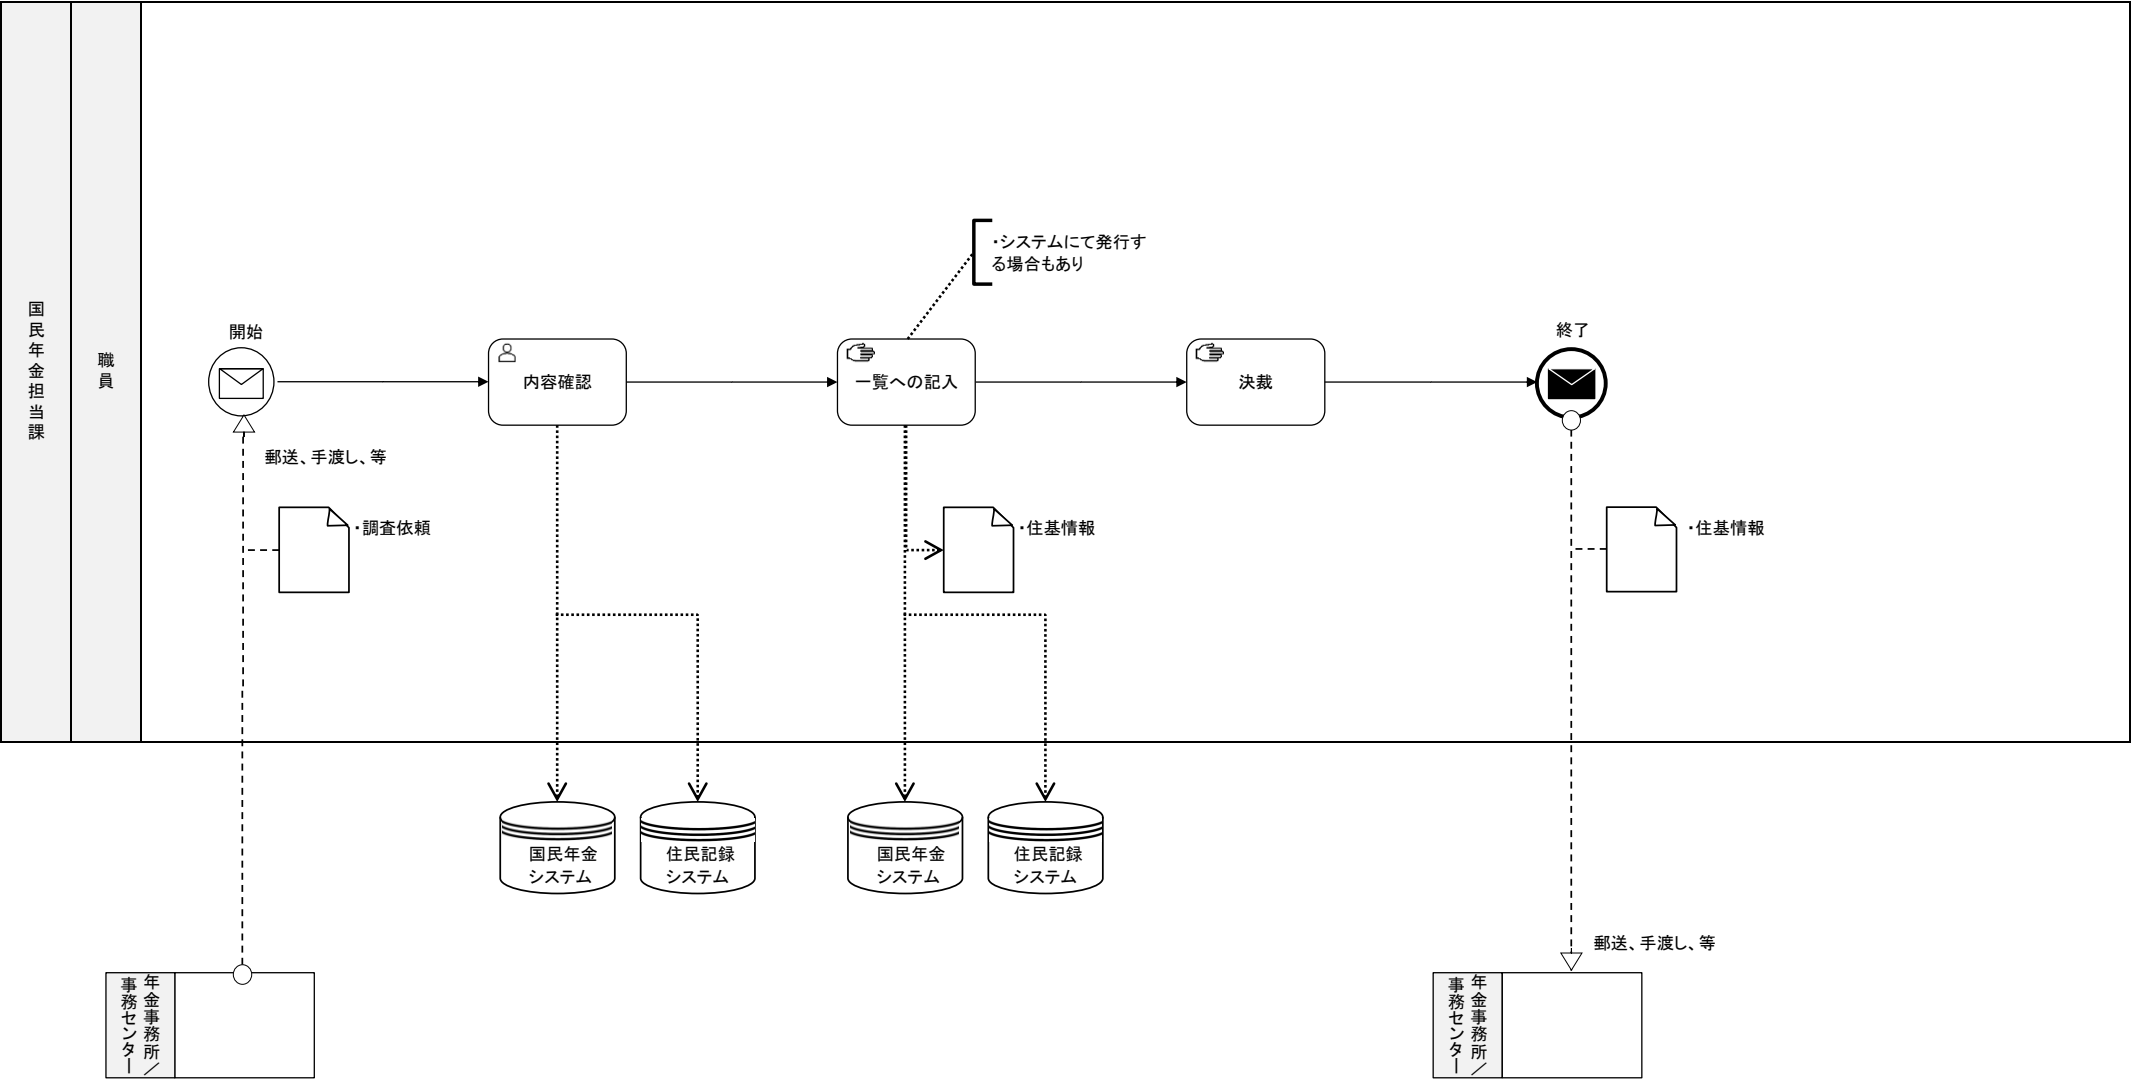 国民年金担当課
職員
・システムにて発行す
る場合もあり
開始
内容確認
一覧への記入
決裁
終了
郵送、手渡し、等
・調査依頼
・住基情報
・住基情報
国民年金
システム
住民記録
システム
国民年金
システム
住民記録
システム
郵送、手渡し、等
年金事務所／
事務センター
年金事務所／
事務センター